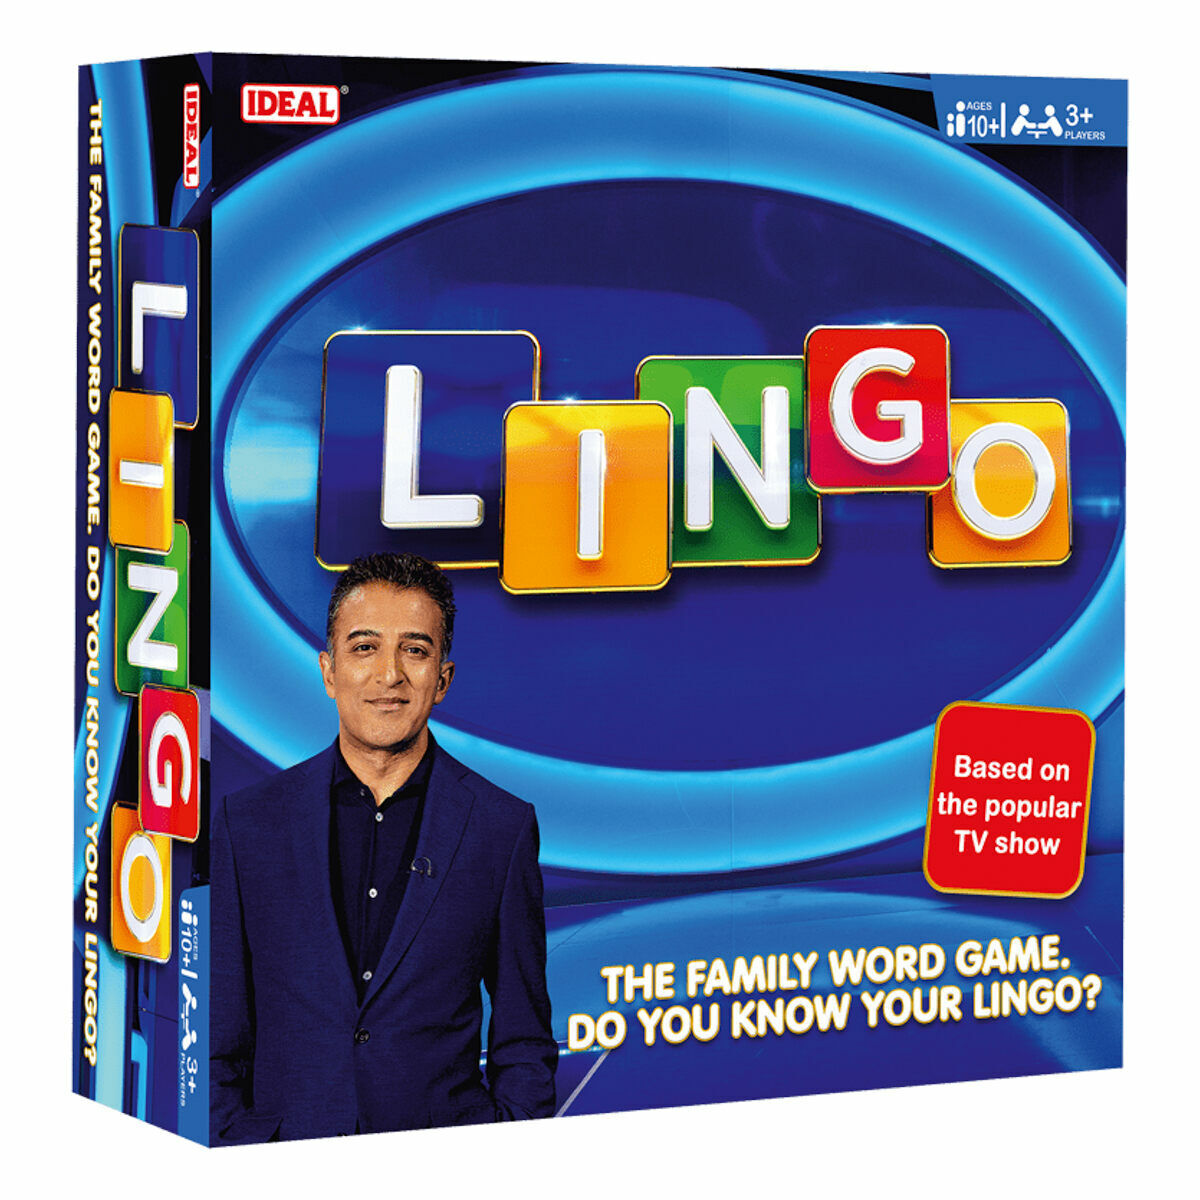 THE FAMILY WORD GAME. DO YOU KNOW YOUR LINGO?
IDEAL®
LINGO
AGES
10+
3+
PLAYERS
IDEAL®
AGES
10+
3+
PLAYERS
LINGO
Based on
the popular
TV show
THE FAMILY WORD GAME.
DO YOU KNOW YOUR LINGO?